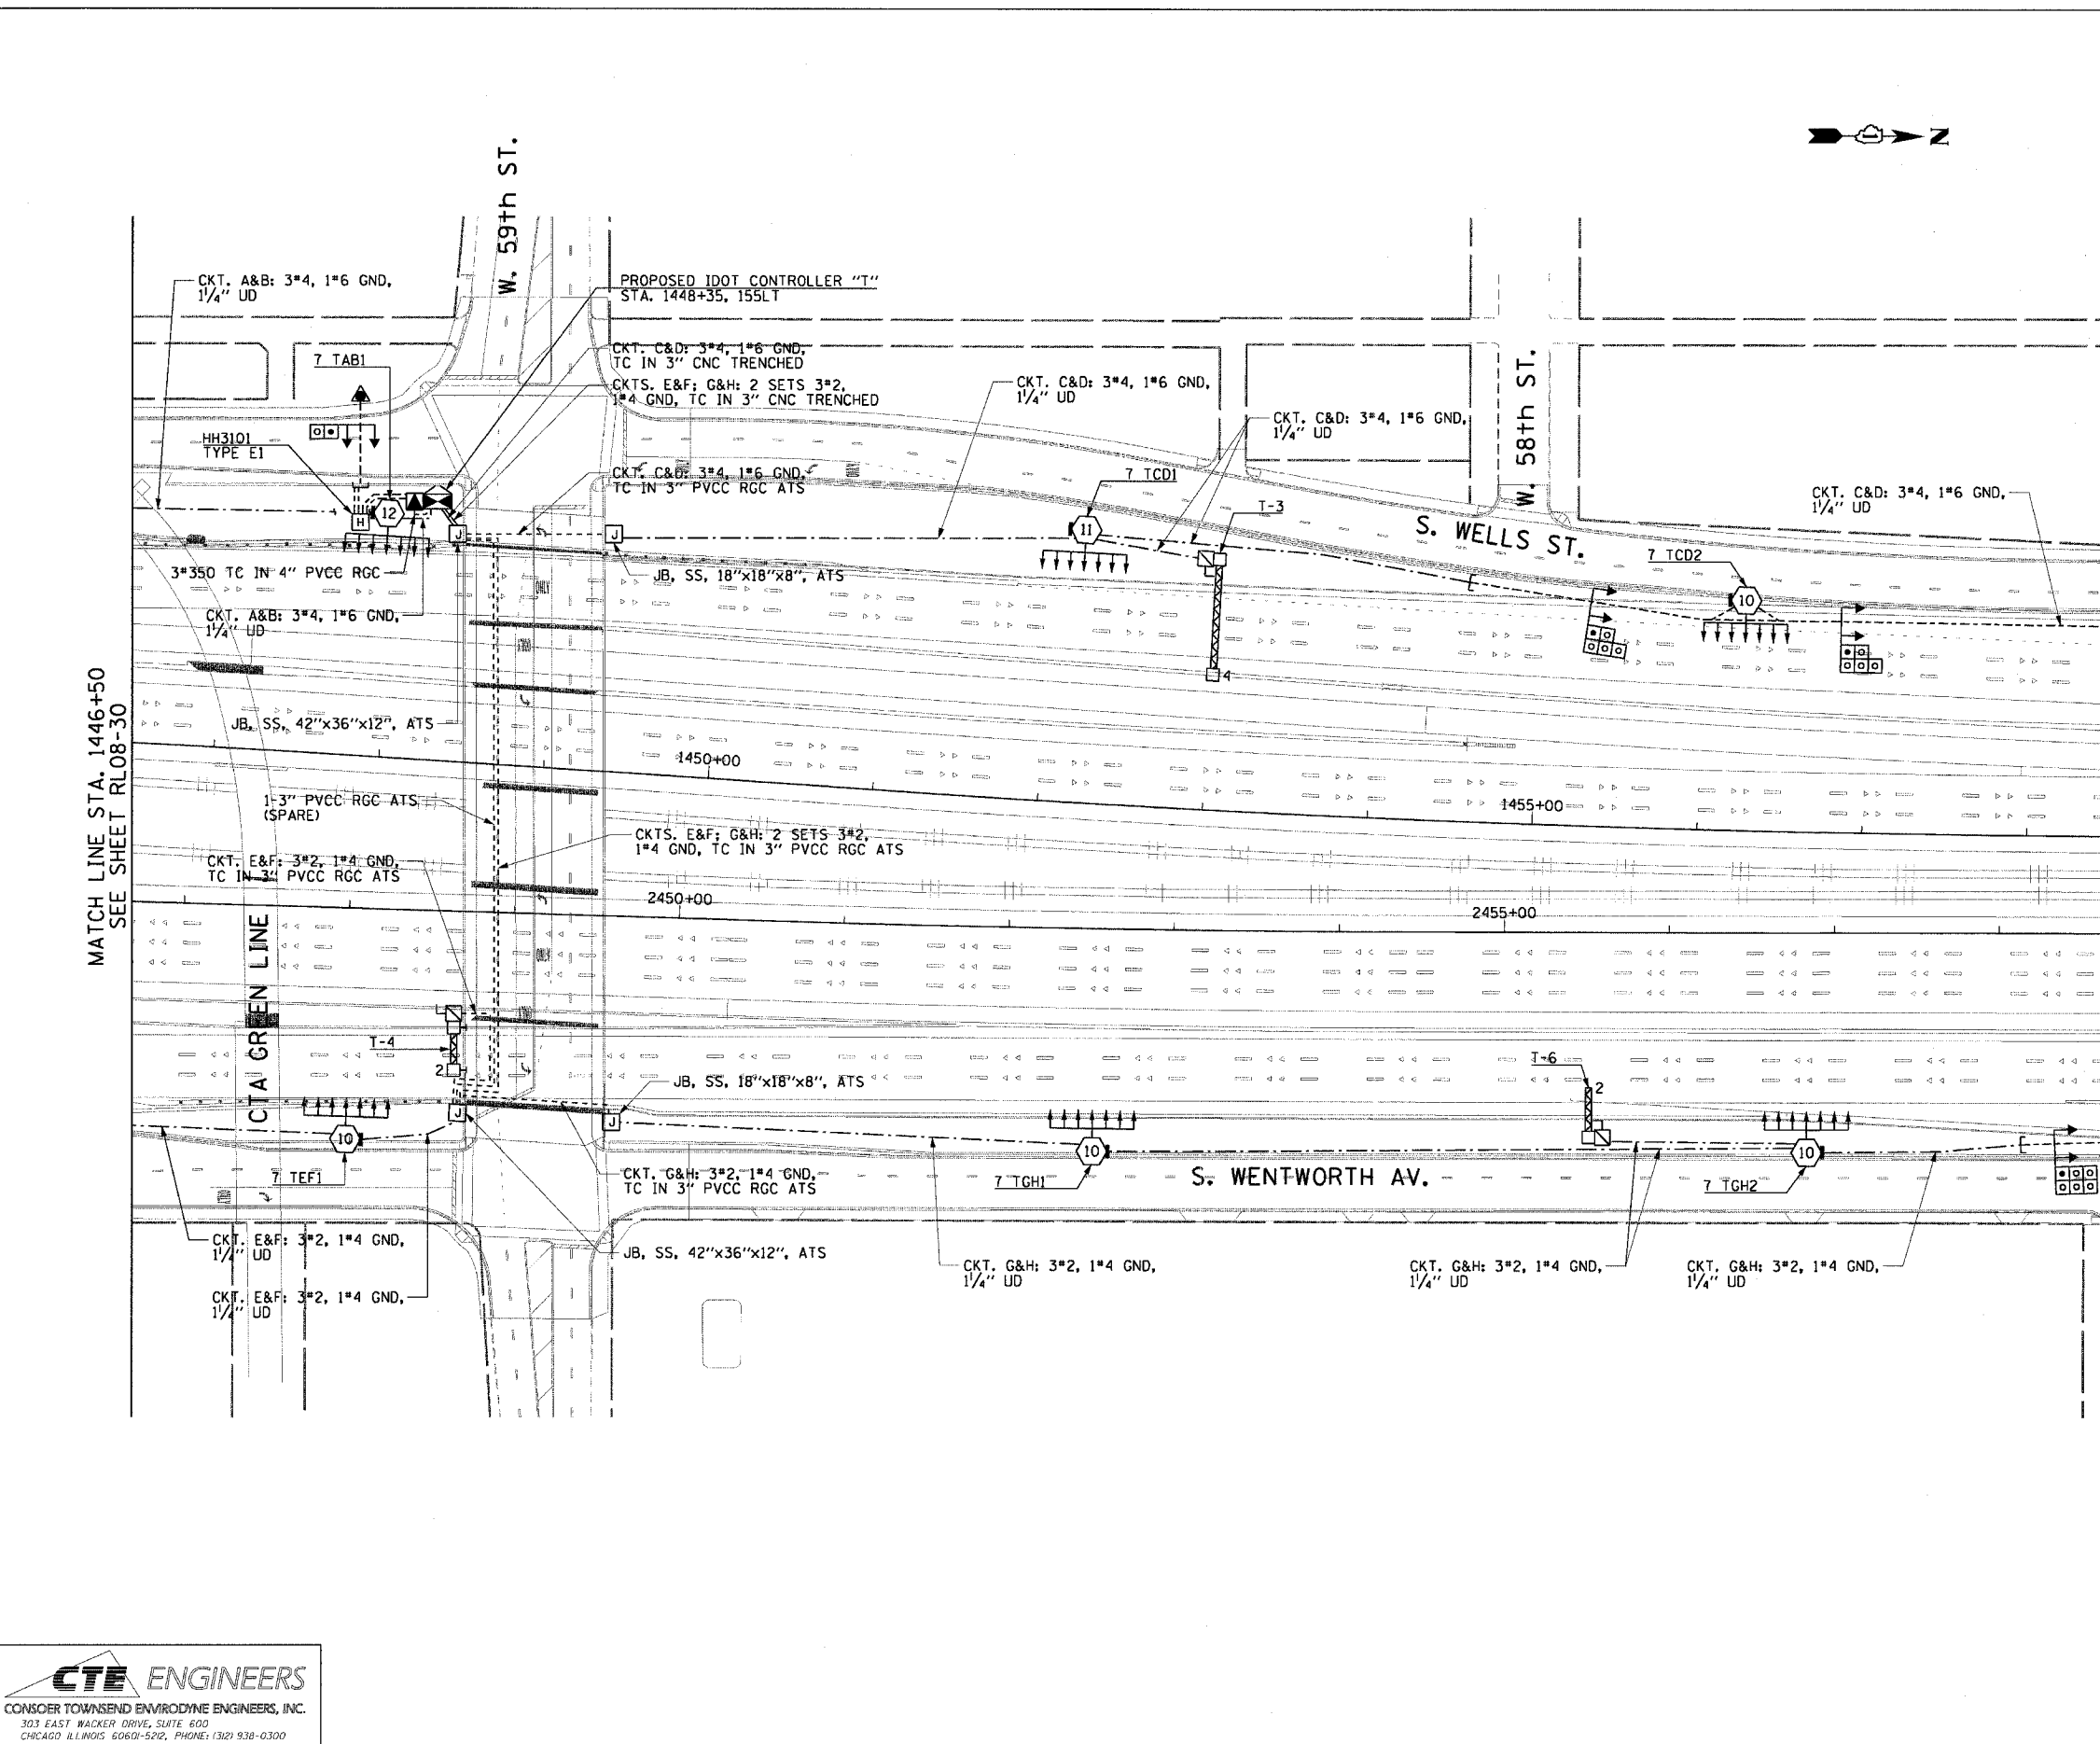 N
W. 59th ST.
CKT. A&B: 3#4, 1#6 GND,
1¼" UD
PROPOSED IDOT CONTROLLER "T"
STA. 1448+35, 155LT
7 TAB1
CKT. C&D: 3#4, 1#6 GND,
TC IN 3" CNC TRENCHED
CKTS. E&F; G&H: 2 SETS 3#2,
1#4 GND, TC IN 3" CNC TRENCHED
CKT. C&D: 3#4, 1#6 GND,
1¼" UD
CKT. C&D: 3#4, 1#6 GND,
1¼" UD
W. 58th ST.
HH3101
TYPE E1
CKT. C&D: 3#4, 1#6 GND,
TC IN 3" PVCC RGC ATS
7 TCD1
T-3
CKT. C&D: 3#4, 1#6 GND,
1¼" UD
H
12
J
J
11
S. WELLS ST.
7 TCD2
10
3#350 TC IN 4" PVCC RGC
JB, SS, 18"x18"x8", ATS
ONLY
CKT. A&B: 3#4, 1#6 GND,
1¼" UD
4
MATCH LINE STA. 1446+50
SEE SHEET RL08-30
JB, SS, 42"x36"x12", ATS
1450+00
1455+00
1-3" PVCC RGC ATS
(SPARE)
CKTS. E&F; G&H: 2 SETS 3#2,
1#4 GND, TC IN 3" PVCC RGC ATS
CKT. E&F: 3#2, 1#4 GND,
TC IN 3" PVCC RGC ATS
2450+00
2455+00
CTA GREEN LINE
1
T-4
2
JB, SS, 18"x18"x8", ATS
T-6
2
J
J
10
10
10
7 TEF1
CKT. G&H: 3#2, 1#4 GND,
TC IN 3" PVCC RGC ATS
7 TGH1
S. WENTWORTH AV.
7 TGH2
CKT. E&F: 3#2, 1#4 GND,
1¼" UD
JB, SS, 42"x36"x12", ATS
CKT. G&H: 3#2, 1#4 GND,
1¼" UD
CKT. G&H: 3#2, 1#4 GND,
1¼" UD
CKT. G&H: 3#2, 1#4 GND,
1¼" UD
CKT. E&F: 3#2, 1#4 GND,
1¼" UD
CTE ENGINEERS
CONSOER TOWNSEND ENVIRODYNE ENGINEERS, INC.
303 EAST WACKER DRIVE, SUITE 600
CHICAGO ILLINOIS 60601-5212, PHONE: (312) 938-0300